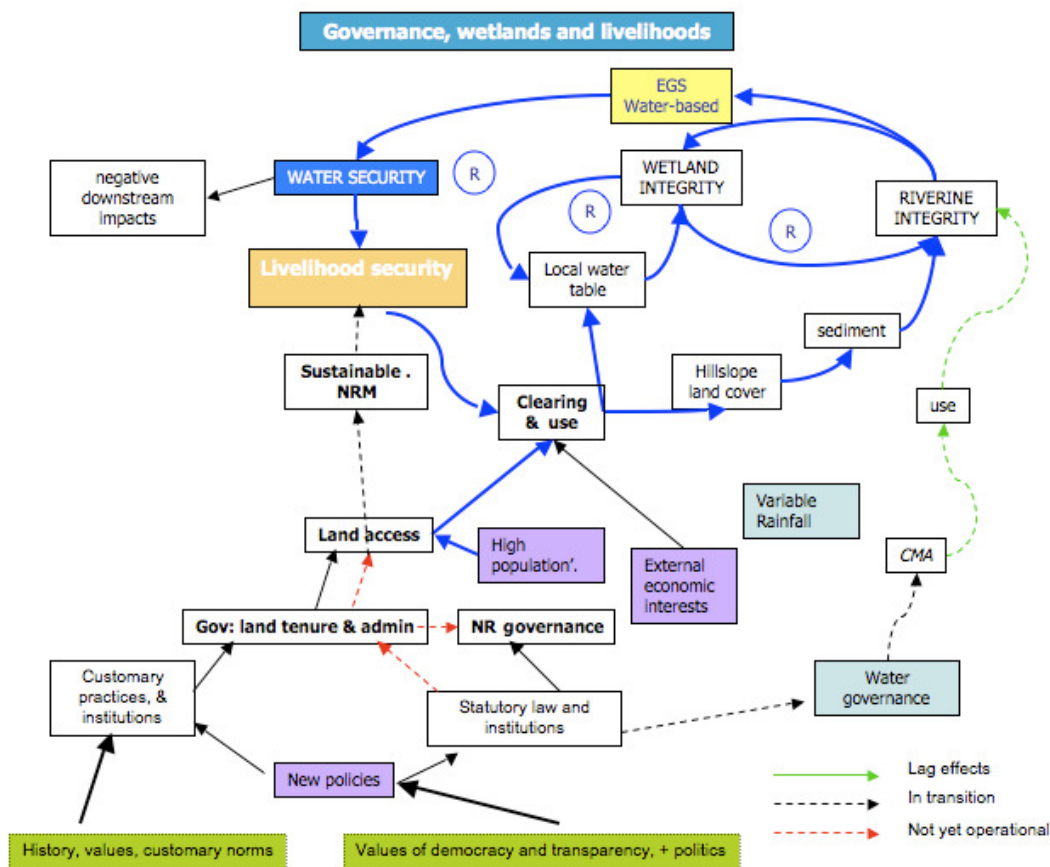 Governance, wetlands and livelihoods
EGS
Water-based
negative
downstream
impacts
WATER SECURITY
R
WETLAND
INTEGRITY
R
R
RIVERINE
INTEGRITY
Livelihood security
Local water
table
sediment
Sustainable .
NRM
Hillslope
land cover
Clearing
& use
use
Variable
Rainfall
Land access
High
population'.
External
economic
interests
CMA
Gov: land tenure & admin
NR governance
Customary
practices, &
institutions
Statutory law and
institutions
Water
governance
New policies
Lag effects
In transition
Not yet operational
History, values, customary norms
Values of democracy and transparency, + politics